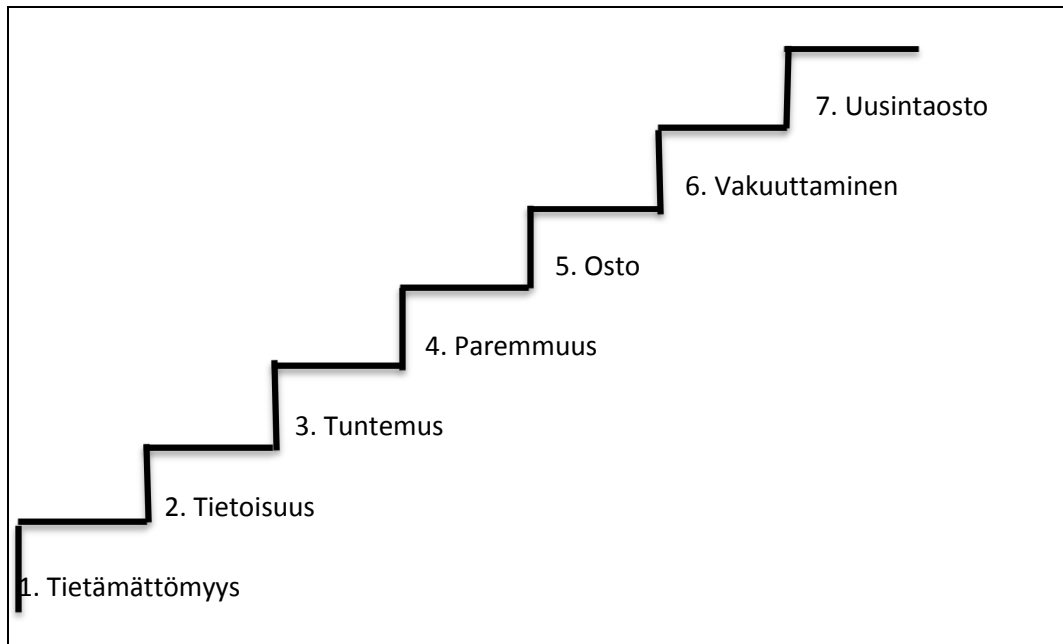 7. Uusintaosto
6. Vakuuttaminen
5. Osto
4. Paremmuus
3. Tuntemus
2. Tietoisuus
1. Tietämättömyys